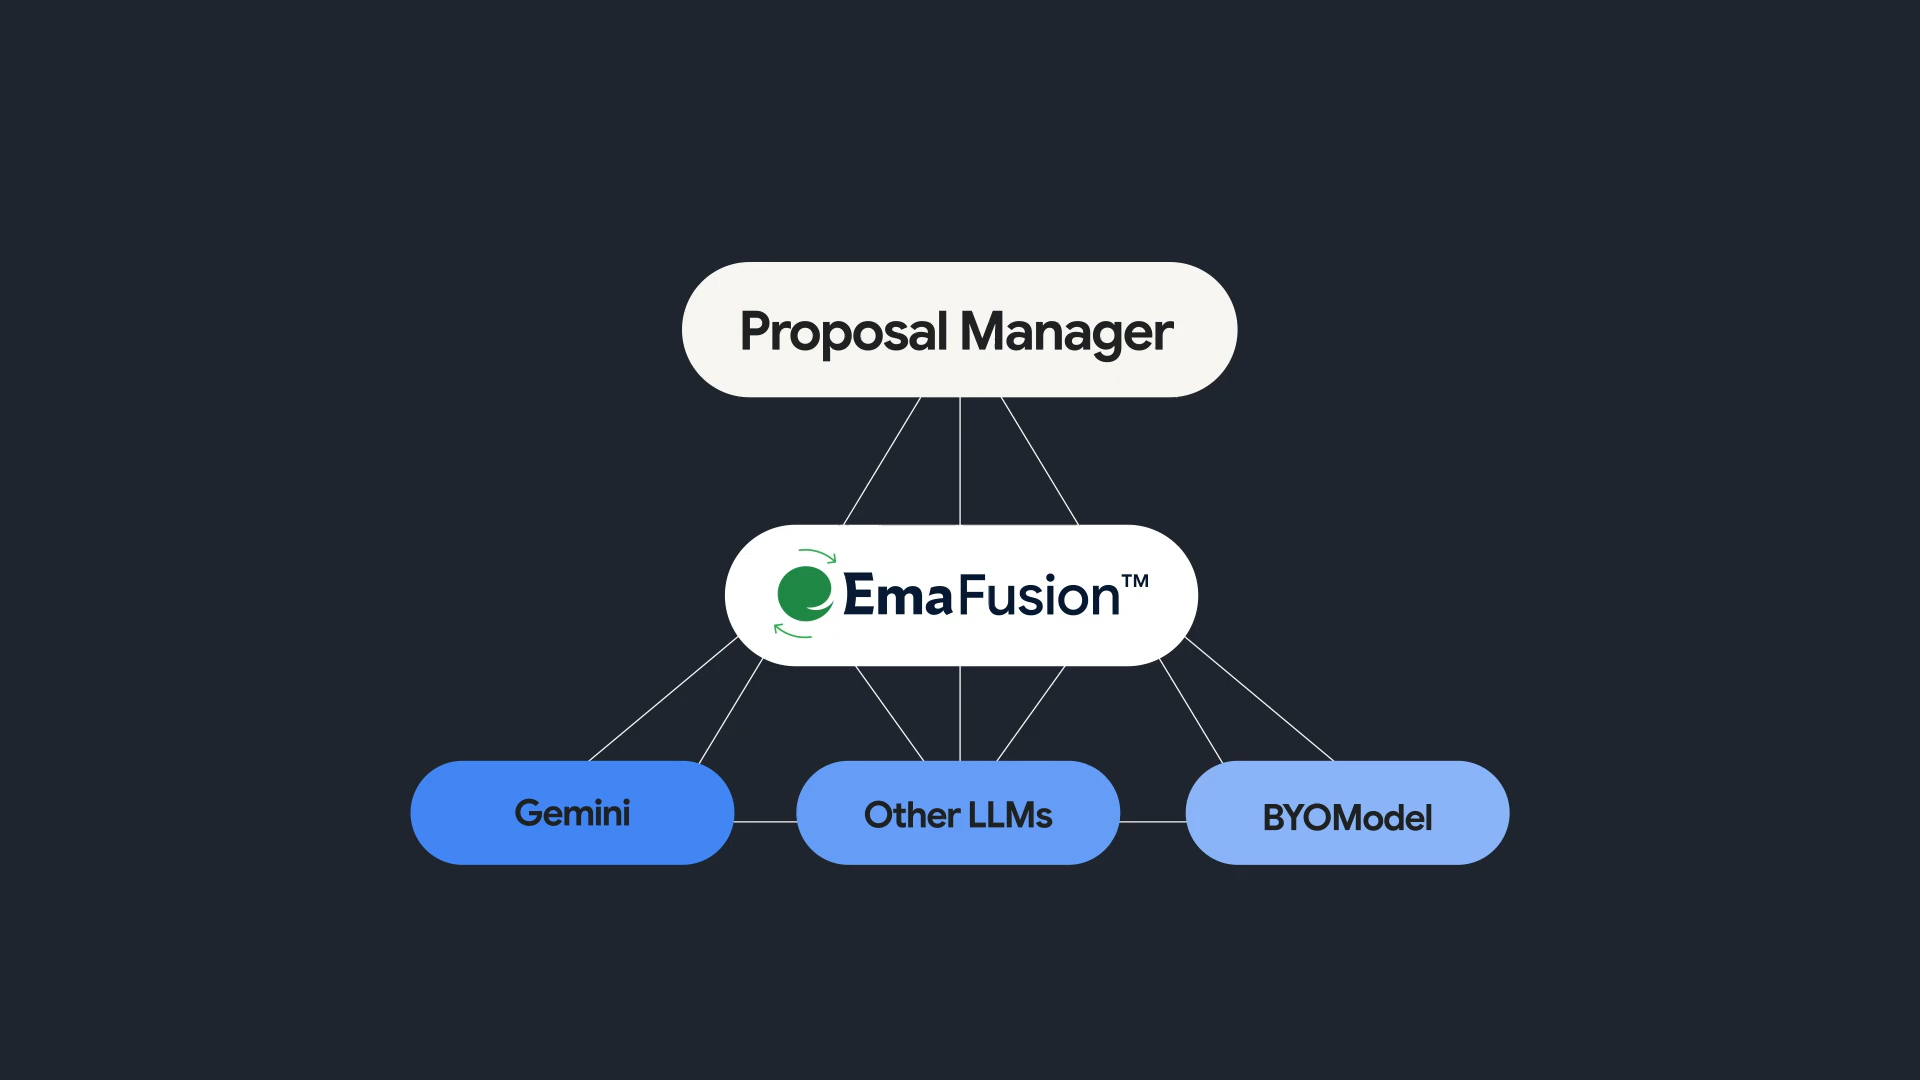 Proposal Manager
EmaFusion™
Gemini
Other LLMs
BYOModel